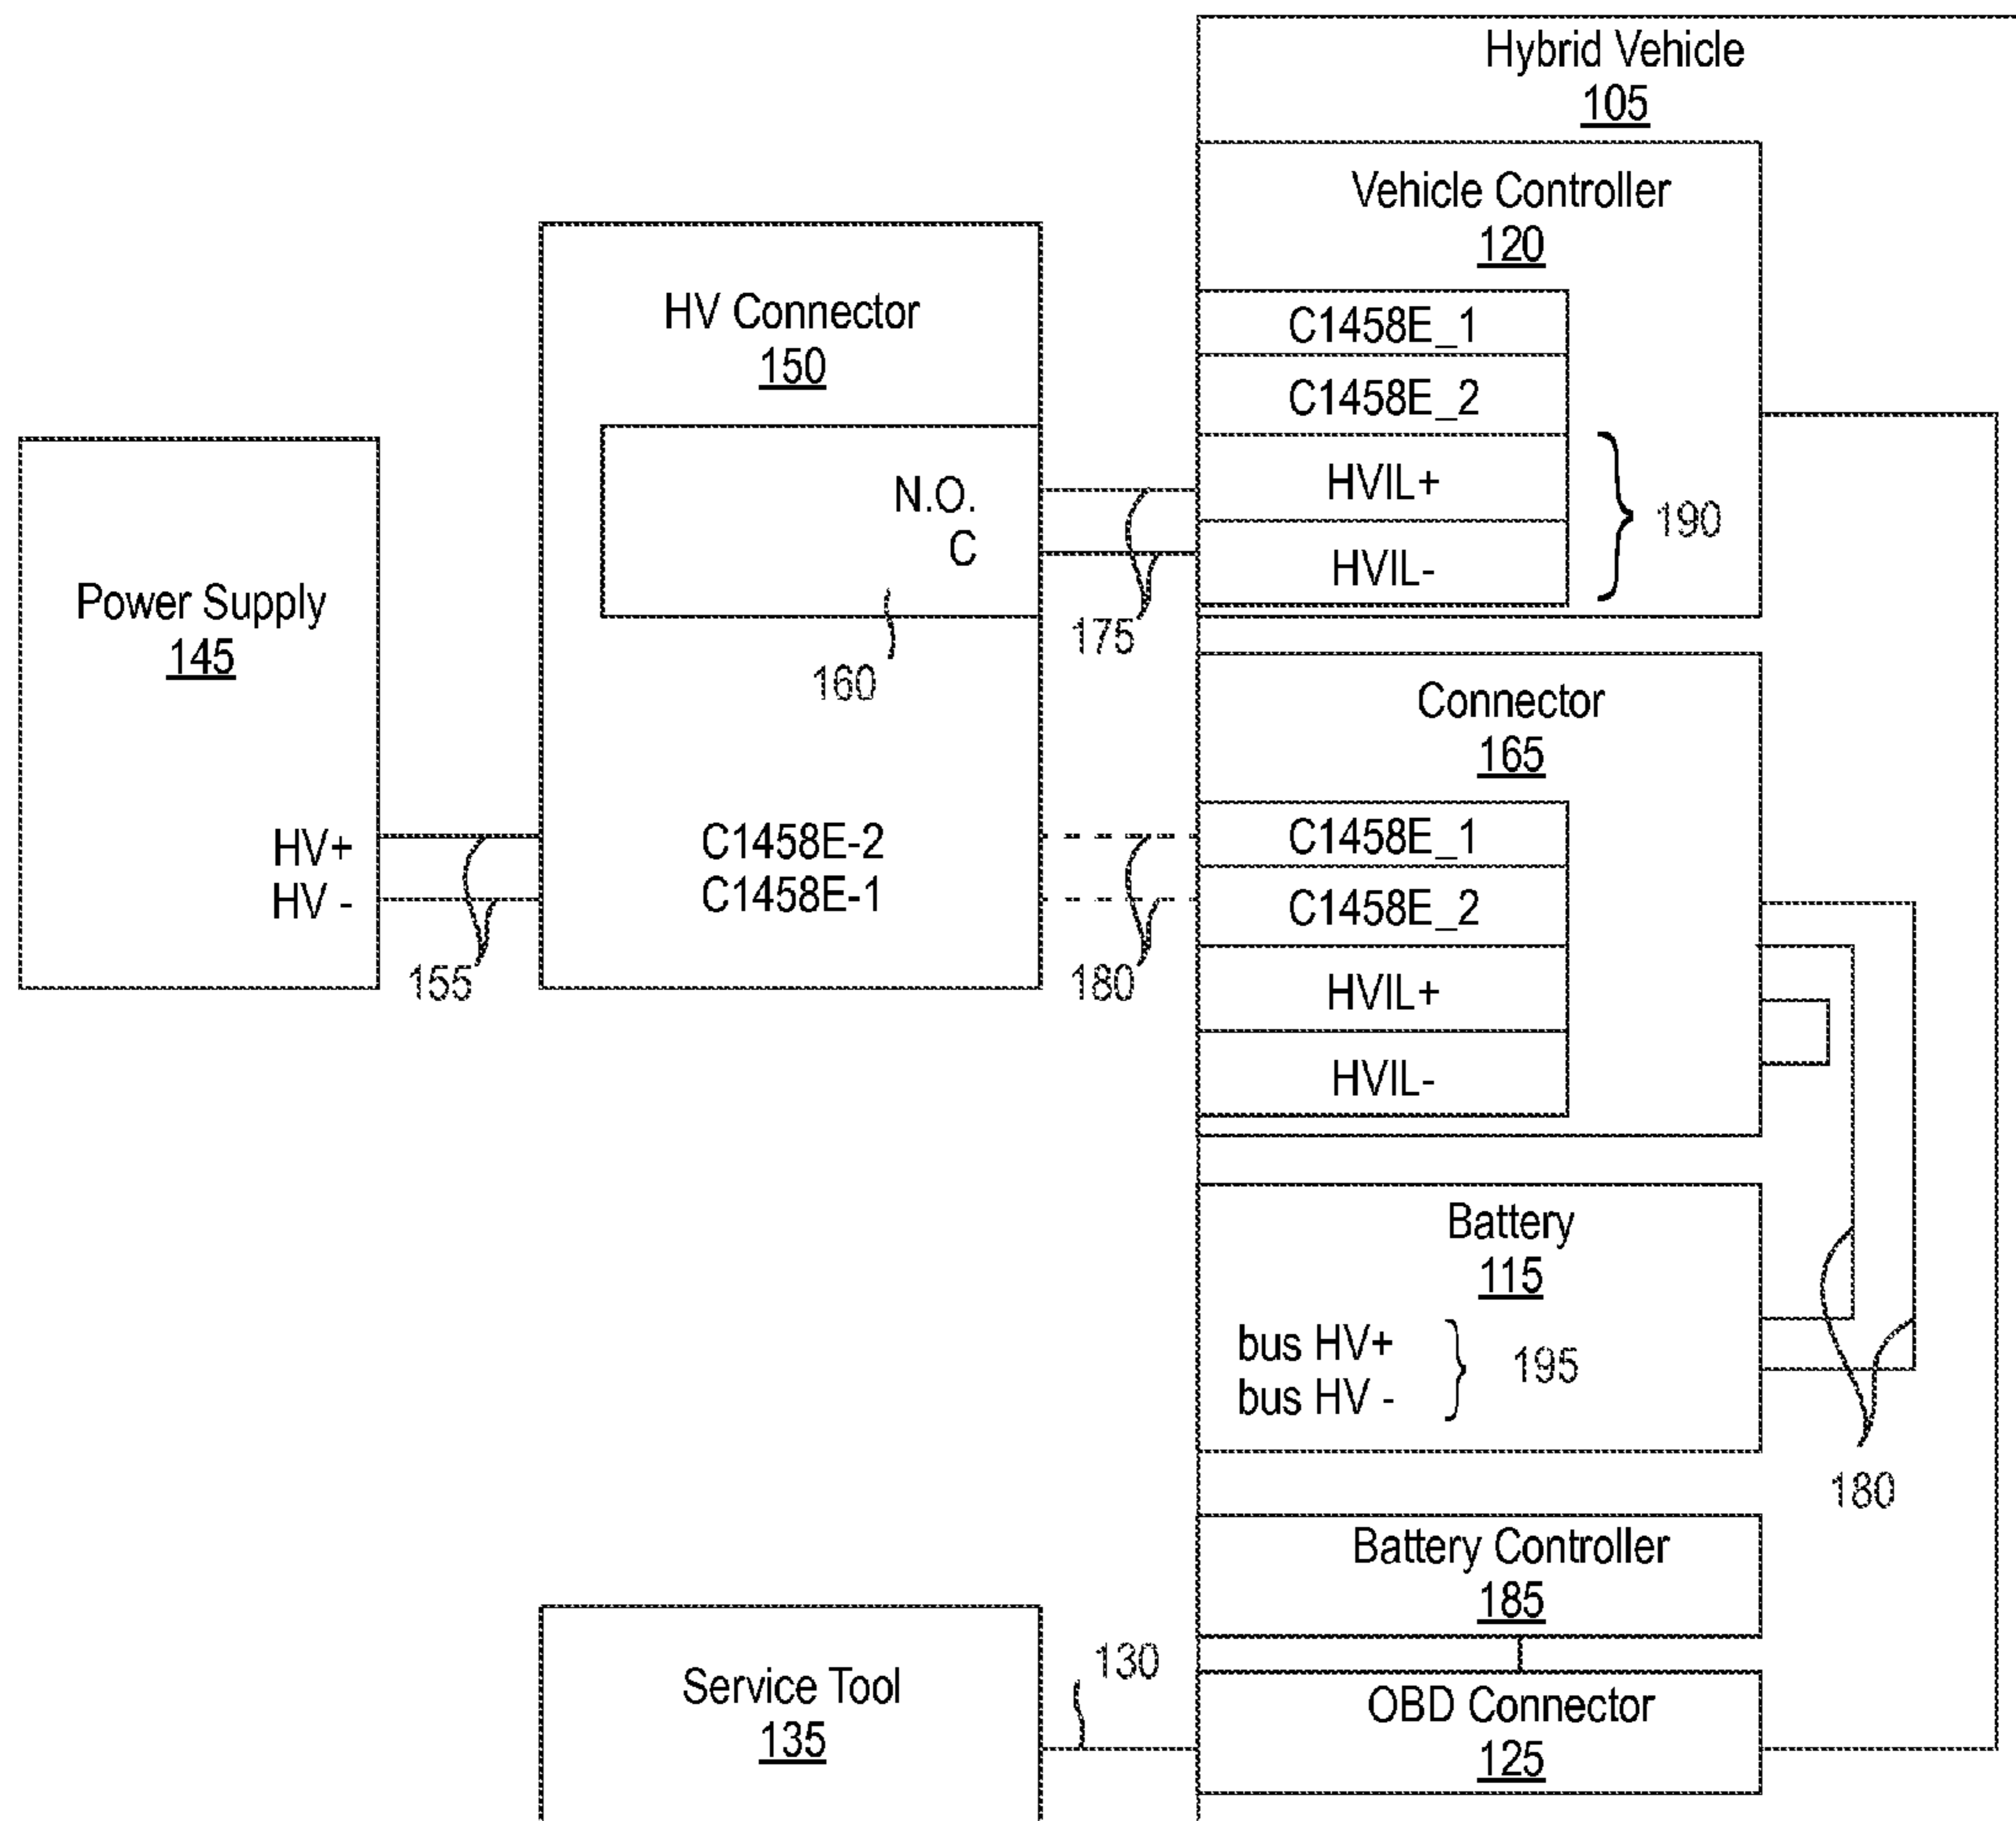 Hybrid Vehicle
105
Vehicle Controller
120
C1458E_1
C1458E_2
HVIL+
HVIL-
190
HV Connector
150
N.O.
C
160
175
Power Supply
145
HV+
HV -
155
C1458E-2
C1458E-1
180
Connector
165
C1458E_1
C1458E_2
HVIL+
HVIL-
Battery
115
bus HV+
bus HV -
195
180
Battery Controller
185
Service Tool
135
130
OBD Connector
125